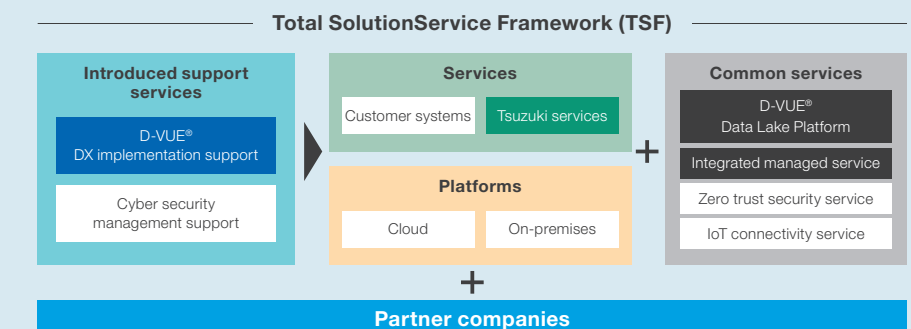 Total SolutionService Framework (TSF)
Introduced support
services
D-VUE®
DX implementation support
Cyber security
management support
Services
Customer systems
Tsuzuki services
Platforms
Cloud
On-premises
+
Common services
D-VUE®
Data Lake Platform
Integrated managed service
Zero trust security service
IoT connectivity service
+
Partner companies